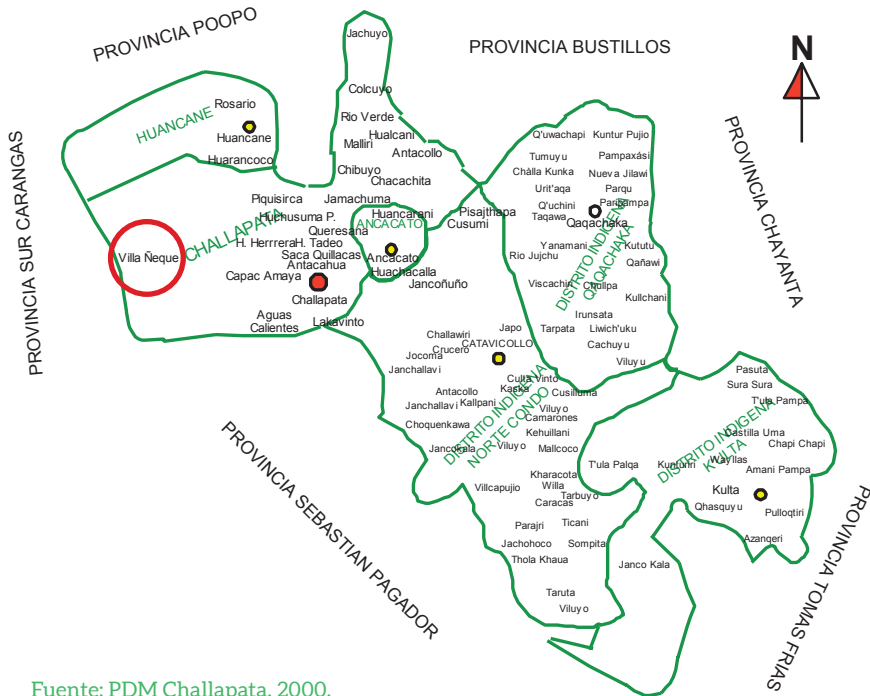 PROVINCIA POOPO
PROVINCIA BUSTILLOS
N
PROVINCIA SUR CARANGAS
PROVINCIA CHAYANTA
PROVINCIA SEBASTIAN PAGADOR
PROVINCIA TOMAS FRIAS
HUANCANE
Rosario
Huancane
Huarancoco
Jachuyo
Colcuyo
Rio Verde
Hualcani
Malliri
Antacollo
Chibuyo
Chacachita
Piquisirca
Jamachuma
Huchusuma P.
Huancarani
Pisajthapa
Cusumi
CHALLAPATA
Queresana
ANCACATO
H. Herrrera
H. Tadeo
Villa Ñeque
Saca Quillacas
Ancacato
Antacahua
Capac Amaya
Huachacalla
Jancoñuño
Challapata
Aguas
Calientes
Lakavinto
Q'uwachapi
Kuntur Pujio
Tumuyu
Pampaxási
Chàlla Kunka
Nueva Jilawi
Urit'aqa
Parqu
Q'uchini
Paripampa
Taqawa
Qaqachaka
DISTRITO INDIGENA
QAQACHAKA
Yanamani
Kututu
Rio Jujchu
Qañawi
Viscachiri
Chullpa
Kullchani
Irunsata
Tarpata
Liwich'uku
Cachuyu
Viluyu
Challawiri
Japo
Crucero
CATAVICOLLO
Jocoma
Janchallavi
Culla Vinto
Kaska
Antacollo
Cusilluma
Janchallavi
Kallpani
Viluyo
Camarones
Choquenkawa
Kehuillani
DISTRITO INDIGENA
NORTE CONDO
Jancokala
Viluyo
Mallcoco
Kharacota
Villcapujio
Willa
Tarbuyo
Caracas
Parajri
Ticani
Jachohoco
Sompita
Thola Khaua
Taruta
Viluyo
Pasuta
Sura Sura
T'ula Pampa
DISTRITO INDIGENA
KULTA
Castilla Uma
Chapi Chapi
T'ula Palqa
Kunturiri
Way'llas
Amani Pampa
Kulta
Qhasquyu
Pulloqtiri
Azanqeri
Janco Kala
Fuente: PDM Challapata, 2000.